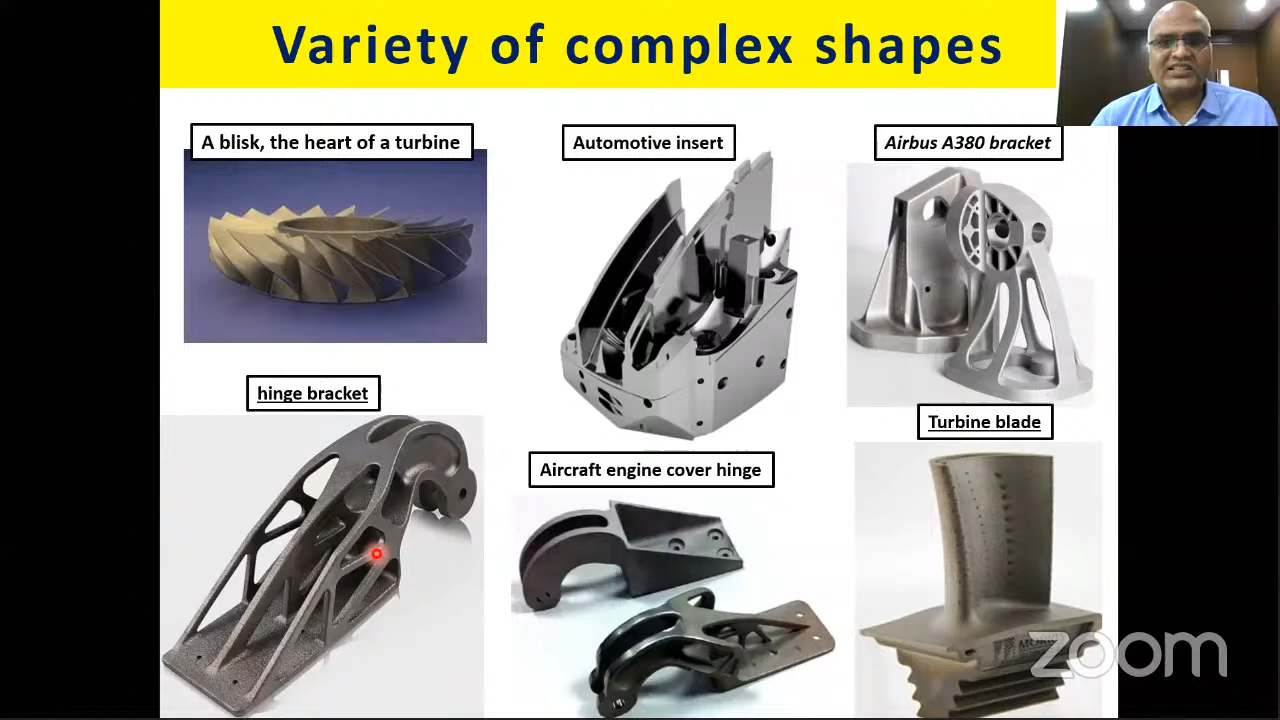 Variety of complex shapes
A blisk, the heart of a turbine
Automotive insert
Airbus A380 bracket
hinge bracket
Turbine blade
Aircraft engine cover hinge
zoom